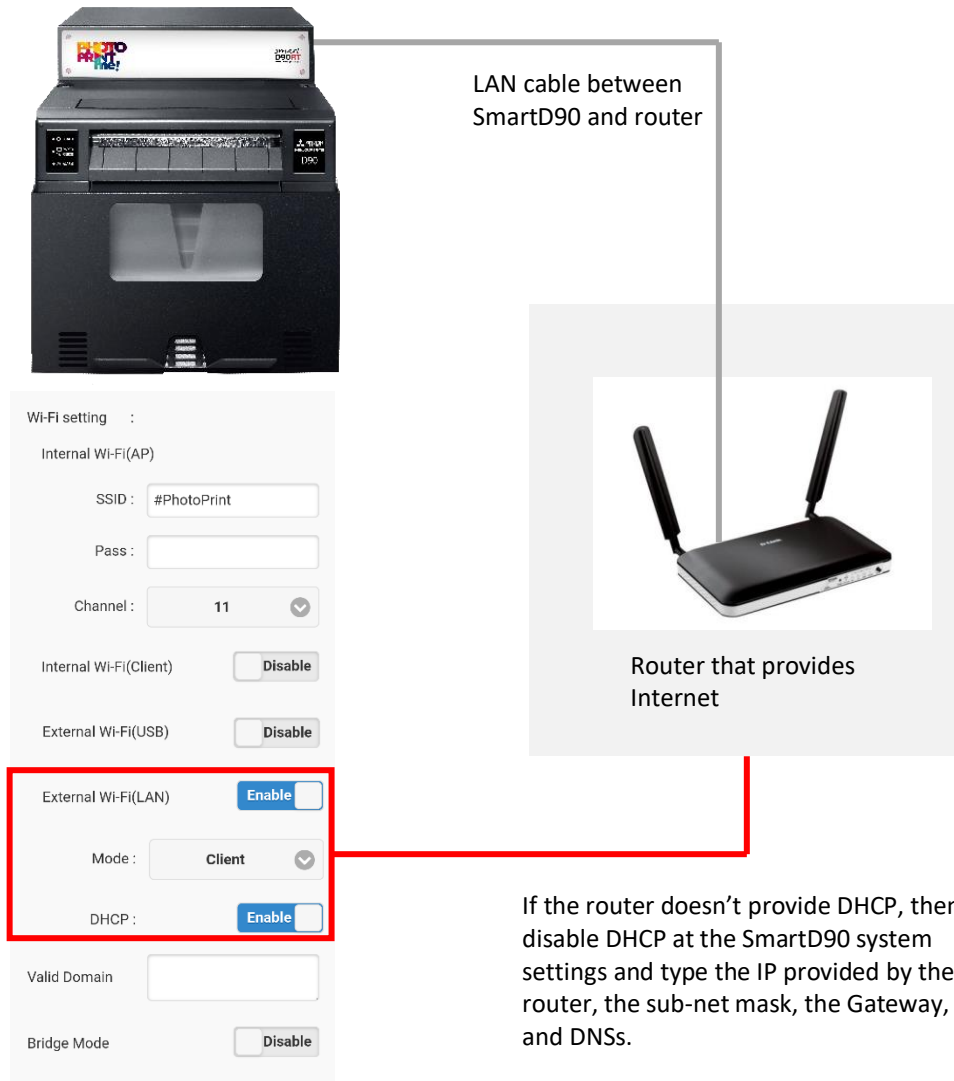 PHOTO
PRINT
me!
smart
D90
LAN cable between
SmartD90 and router
D90
Wi-Fi setting :
Internal Wi-Fi(AP)
SSID : #PhotoPrint
Pass :
Channel : 11
Internal Wi-Fi(Client) Disable
External Wi-Fi(USB) Disable
External Wi-Fi(LAN) Enable
Mode : Client
DHCP : Enable
Valid Domain
Bridge Mode Disable
Router that provides
Internet
If the router doesn’t provide DHCP, then
disable DHCP at the SmartD90 system
settings and type the IP provided by the
router, the sub-net mask, the Gateway,
and DNSs.